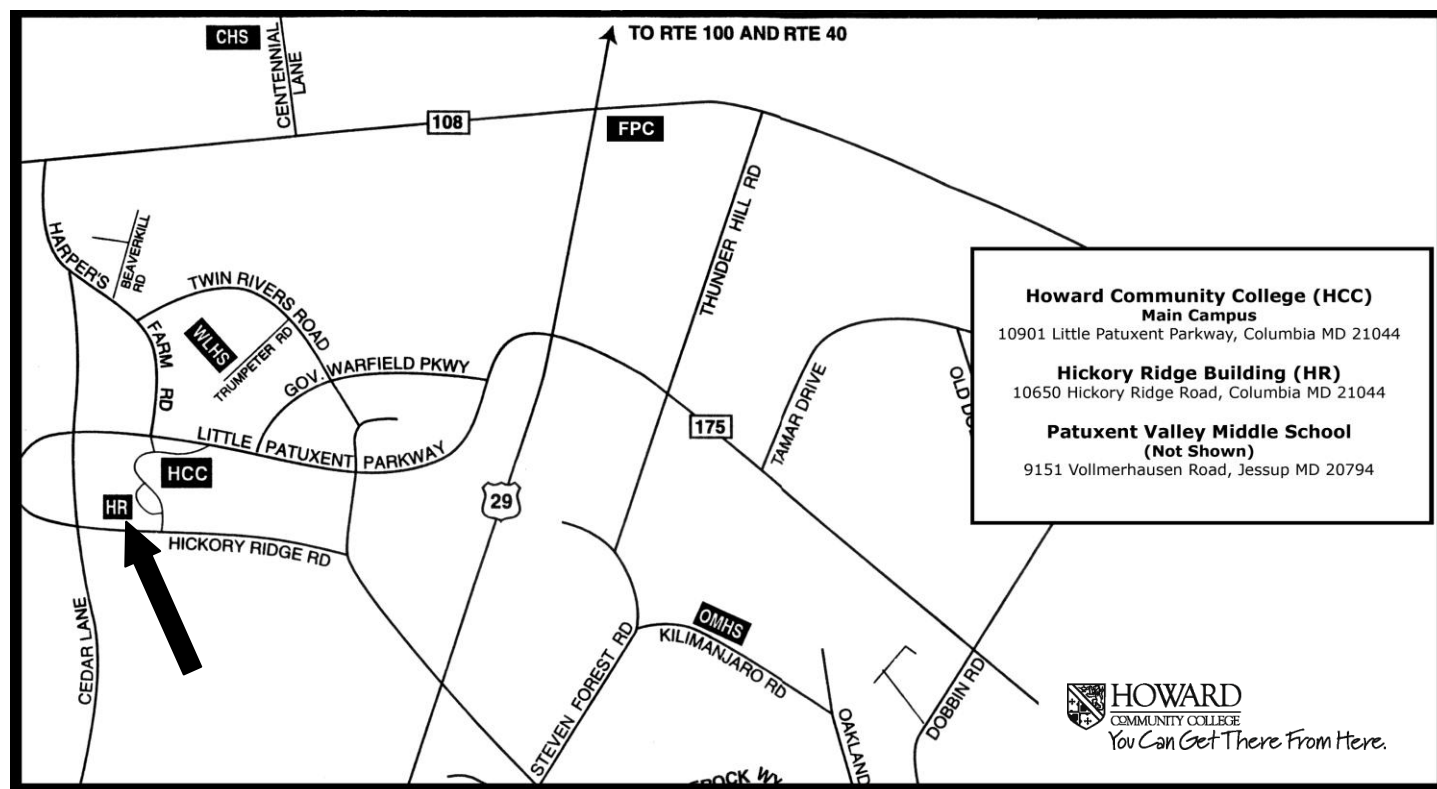 CHS
CENTENNIAL
LANE
TO RTE 100 AND RTE 40
108
FPC
HARPER'S
FARM RD
BEAVERKILL
RD
TWIN RIVERS ROAD
WLHS
TRUMPETER RD
GOV. WARFIELD PKWY
THUNDER HILL RD
LITTLE PATUXENT PARKWAY
HCC
HR
HICKORY RIDGE RD
CEDAR LANE
29
175
TAMAR DRIVE
OLD
Howard Community College (HCC)
Main Campus
10901 Little Patuxent Parkway, Columbia MD 21044
Hickory Ridge Building (HR)
10650 Hickory Ridge Road, Columbia MD 21044
Patuxent Valley Middle School
(Not Shown)
9151 Vollmerhausen Road, Jessup MD 20794
STEVEN FOREST RD
OMHS
KILIMANJARO RD
OAKLAND
DOBBIN RD
WY
HOWARD
COMMUNITY COLLEGE
You Can Get There From Here.